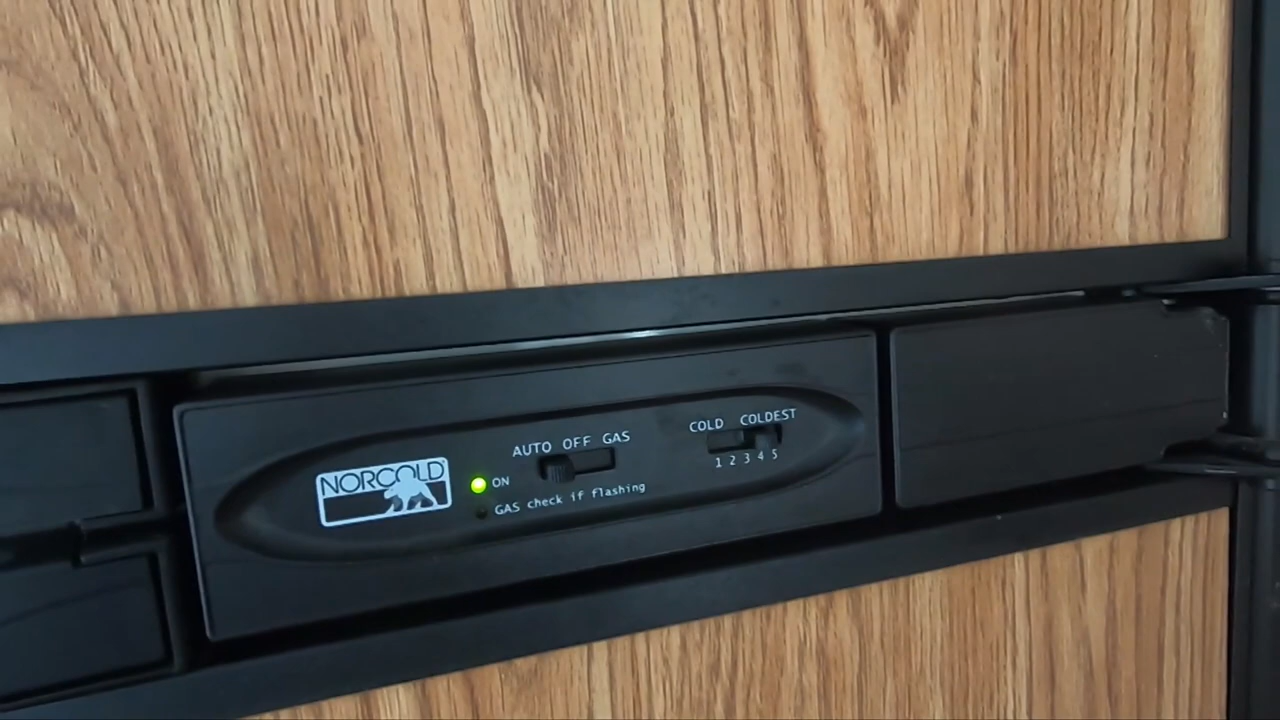 NORCOLD
ON
AUTO OFF GAS
GAS check if flashing
COLD COLDEST
1 2 3 4 5